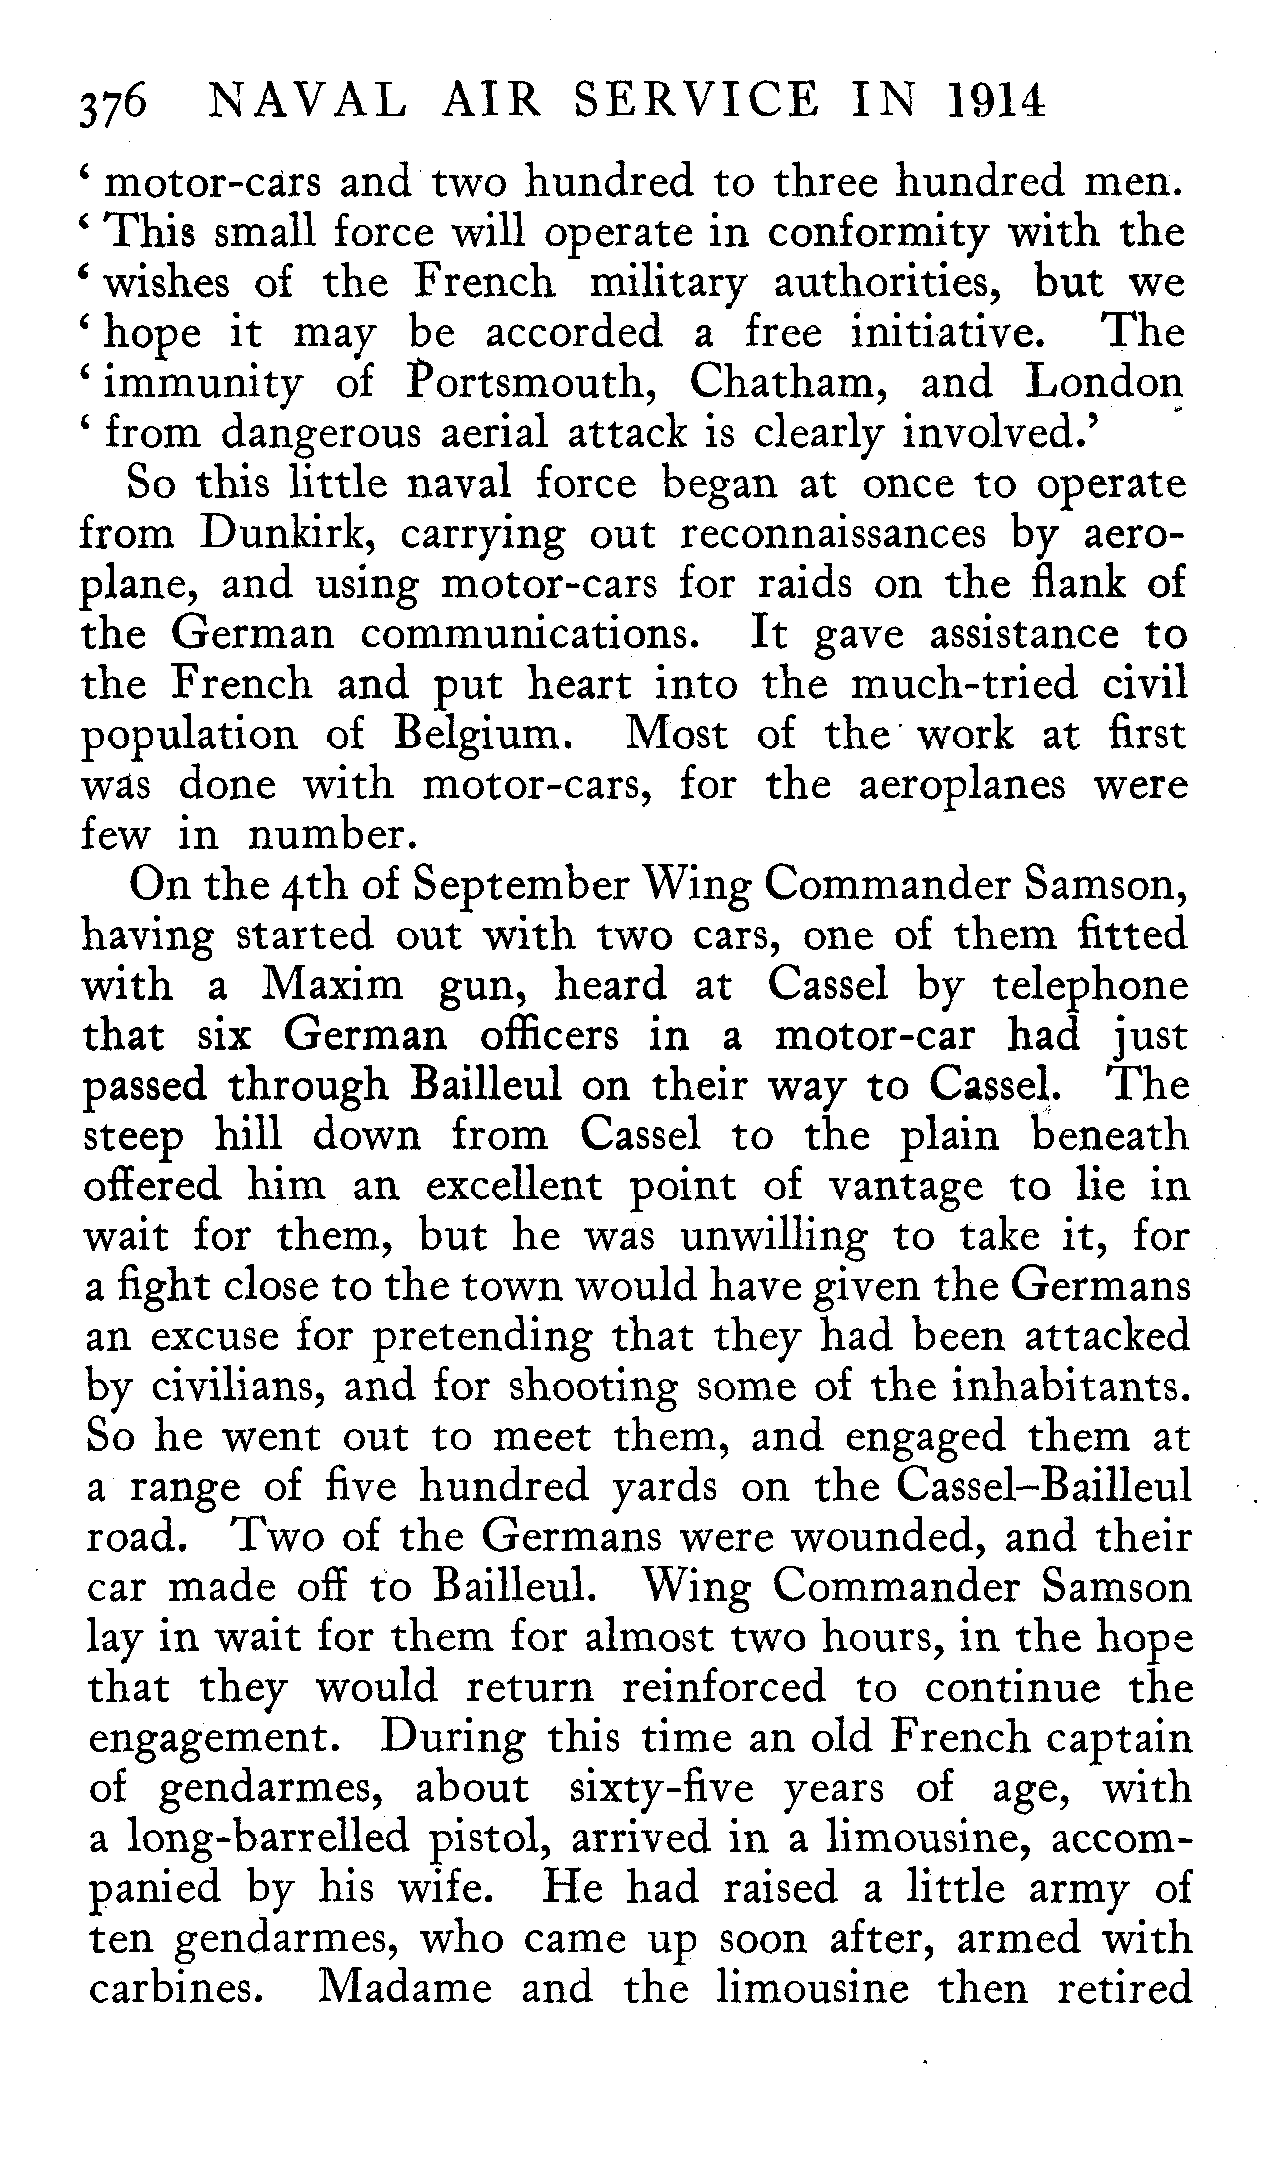 376 NAVAL AIR SERVICE IN 1914
‘ motor-cars and two hundred to three hundred men.
‘ This small force will operate in conformity with the
‘ wishes of the French military authorities, but we
‘ hope it may be accorded a free initiative. The
‘ immunity of Portsmouth, Chatham, and London
‘ from dangerous aerial attack is clearly involved.’
So this little naval force began at once to operate
from Dunkirk, carrying out reconnaissances by aero-
plane, and using motor-cars for raids on the flank of
the German communications. It gave assistance to
the French and put heart into the much-tried civil
population of Belgium. Most of the work at first
was done with motor-cars, for the aeroplanes were
few in number.
On the 4th of September Wing Commander Samson,
having started out with two cars, one of them fitted
with a Maxim gun, heard at Cassel by telephone
that six German officers in a motor-car had just
passed through Bailleul on their way to Cassel. The
steep hill down from Cassel to the plain beneath
offered him an excellent point of vantage to lie in
wait for them, but he was unwilling to take it, for
a fight close to the town would have given the Germans
an excuse for pretending that they had been attacked
by civilians, and for shooting some of the inhabitants.
So he went out to meet them, and engaged them at
a range of five hundred yards on the Cassel–Bailleul
road. Two of the Germans were wounded, and their
car made off to Bailleul. Wing Commander Samson
lay in wait for them for almost two hours, in the hope
that they would return reinforced to continue the
engagement. During this time an old French captain
of gendarmes, about sixty-five years of age, with
a long-barrelled pistol, arrived in a limousine, accom-
panied by his wife. He had raised a little army of
ten gendarmes, who came up soon after, armed with
carbines. Madame and the limousine then retired